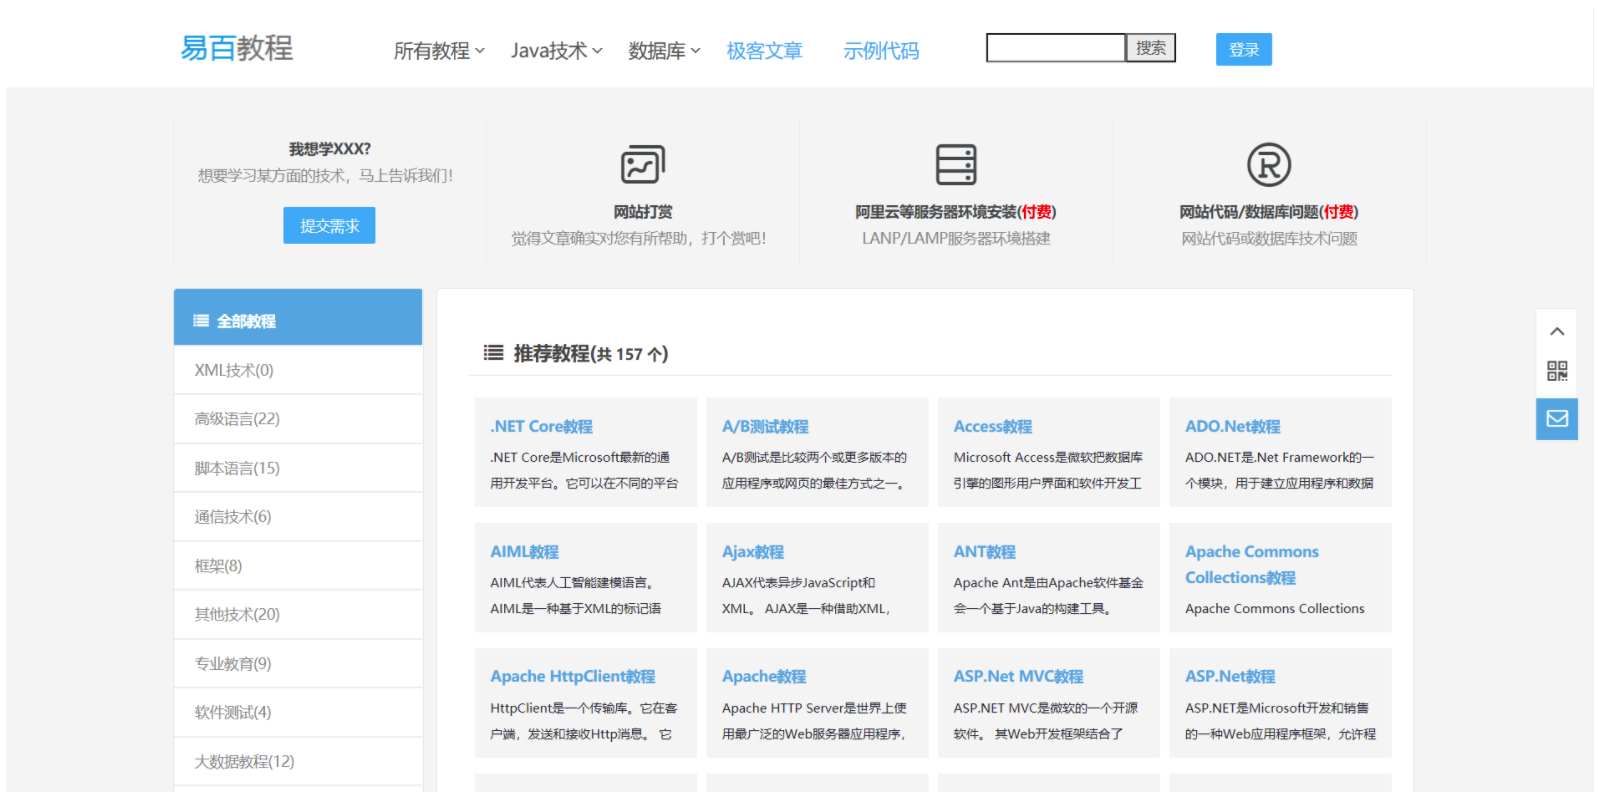 易百教程
所有教程
Java技术
数据库
极客文章
示例代码
搜索
登录
我想学XXX?
想要学习某方面的技术，马上告诉我们!
提交需求
网站打赏
觉得文章确实对您有所帮助，打个赏吧!
阿里云等服务器环境安装(付费)
LANP/LAMP服务器环境搭建
网站代码/数据库问题(付费)
网站代码或数据库技术问题
全部教程
XML技术(0)
高级语言(22)
脚本语言(15)
通信技术(6)
框架(8)
其他技术(20)
专业教育(9)
软件测试(4)
大数据教程(12)
推荐教程(共 157 个)
.NET Core教程
.NET Core是Microsoft最新的通
用开发平台。它可以在不同的平台
A/B测试教程
A/B测试是比较两个或更多版本的
应用程序或网页的最佳方式之一。
Access教程
Microsoft Access是微软把数据库
引擎的图形用户界面和软件开发工
ADO.Net教程
ADO.NET是.Net Framework的一
个模块，用于建立应用程序和数据
AIML教程
AIML代表人工智能建模语言。
AIML是一种基于XML的标记语
Ajax教程
AJAX代表异步JavaScript和
XML。 AJAX是一种借助XML，
ANT教程
Apache Ant是由Apache软件基金
会一个基于Java的构建工具。
Apache Commons
Collections教程
Apache Commons Collections
Apache HttpClient教程
HttpClient是一个传输库。它在客
户端，发送和接收Http消息。 它
Apache教程
Apache HTTP Server是世界上使
用最广泛的Web服务器应用程序，
ASP.Net MVC教程
ASP.NET MVC是微软的一个开源
软件。 其Web开发框架结合了
ASP.Net教程
ASP.NET是Microsoft开发和销售
的一种Web应用程序框架，允许程